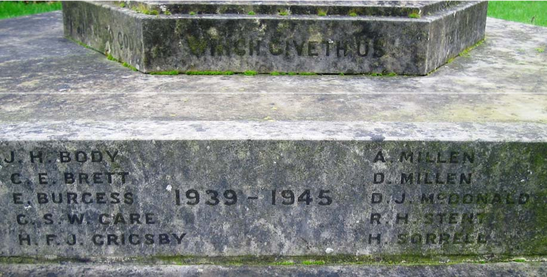 WHICH GIVETH US
J. H. BODY
C. E. BRETT
E. BURGESS
C. S. W. CARE
H. F. J. GRIGSBY
1939 - 1945
A. MILLEN
D. MILLEN
D. J. McDONALD
R. H. STENT
H. SORRELL